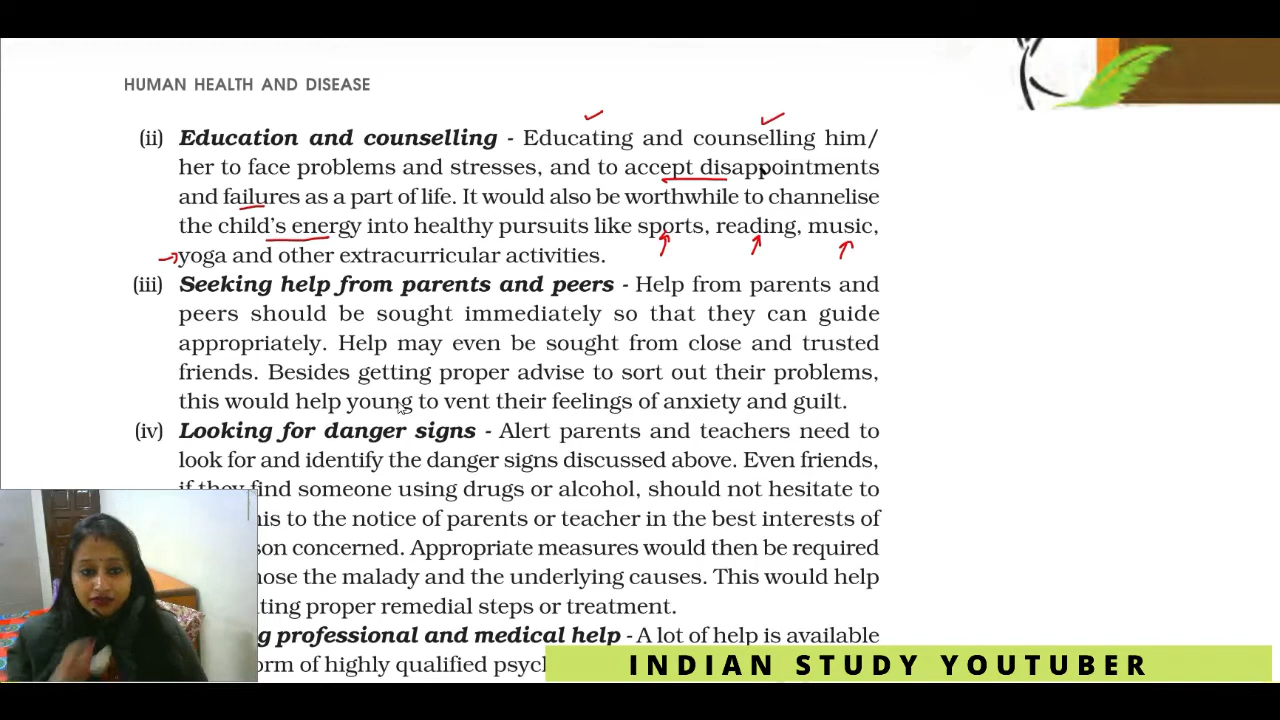 HUMAN HEALTH AND DISEASE
(ii) Education and counselling - Educating and counselling him/
her to face problems and stresses, and to accept disappointments
and failures as a part of life. It would also be worthwhile to channelise
the child's energy into healthy pursuits like sports, reading, music,
yoga and other extracurricular activities.
(iii) Seeking help from parents and peers - Help from parents and
peers should be sought immediately so that they can guide
appropriately. Help may even be sought from close and trusted
friends. Besides getting proper advise to sort out their problems,
this would help young to vent their feelings of anxiety and guilt.
(iv) Looking for danger signs - Alert parents and teachers need to
look for and identify the danger signs discussed above. Even friends,
if they find someone using drugs or alcohol, should not hesitate to
his to the notice of parents or teacher in the best interests of
son concerned. Appropriate measures would then be required
nose the malady and the underlying causes. This would help
ting proper remedial steps or treatment.
g professional and medical help - A lot of help is available
orm of highly qualified psyc
INDIAN STUDY YOUTUBER